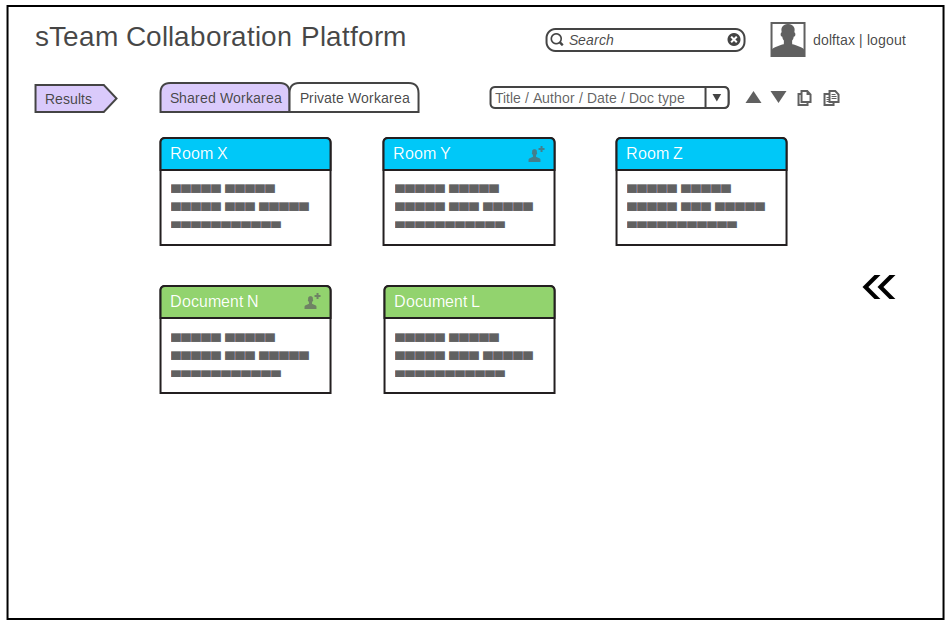 sTeam Collaboration Platform
Search
dolftax | logout
Results
Shared Workarea
Private Workarea
Title / Author / Date / Doc type
Room X
Room Y
Room Z
Document N
Document L